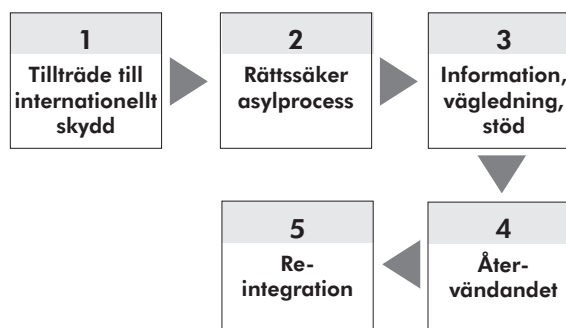 1
Tillträde till
internationellt
skydd
2
Rättssäker
asylprocess
3
Information,
vägledning,
stöd
4
Åter-
vändandet
5
Re-
integration